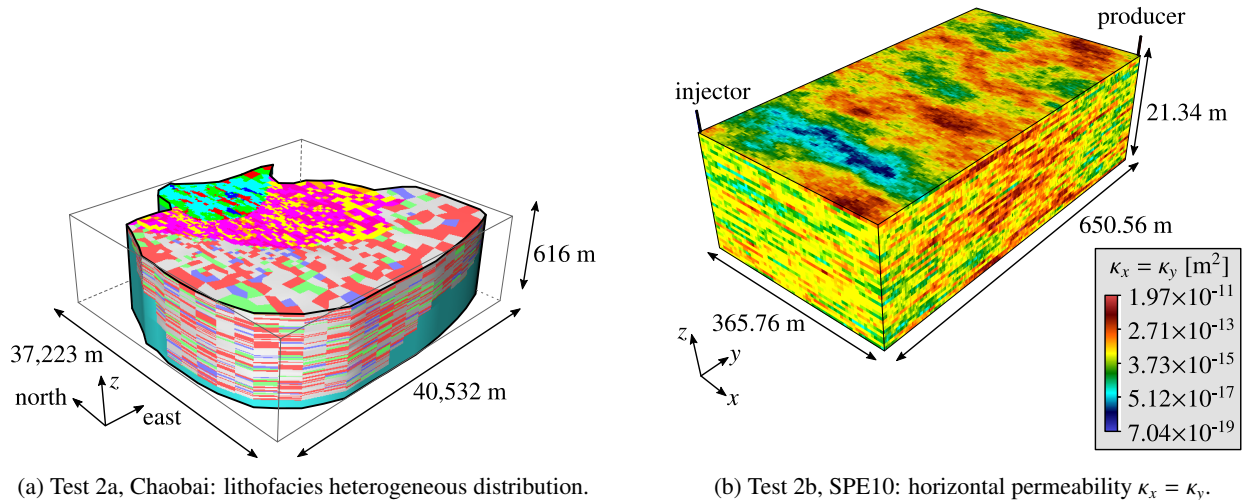 616 m
37,223 m
40,532 m
north
z
east
(a) Test 2a, Chaobai: lithofacies heterogeneous distribution.
producer
injector
21.34 m
650.56 m
365.76 m
z
y
x
κx = κy [m²]
1.97×10⁻¹¹
2.71×10⁻¹³
3.73×10⁻¹⁵
5.12×10⁻¹⁷
7.04×10⁻¹⁹
(b) Test 2b, SPE10: horizontal permeability κx = κy.